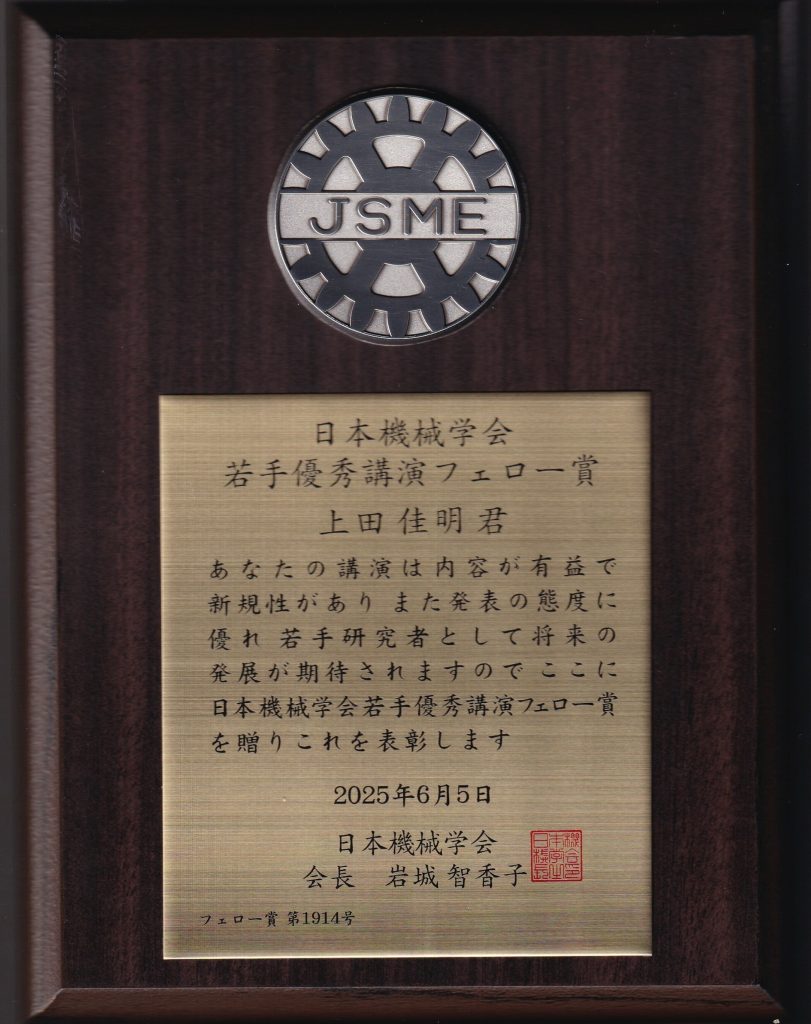 JSME
日本機械学会
若手優秀講演フェロー賞
上田 佳明 君
あなたの講演は内容が有益で
新規性があり また発表の態度に
優れ 若手研究者として将来の
発展が期待されますので ここに
日本機械学会若手優秀講演フェロー賞
を贈りこれを表彰します
2025年6月5日
日本機械学会
会長 岩城 智香子
フェロー賞 第1914号